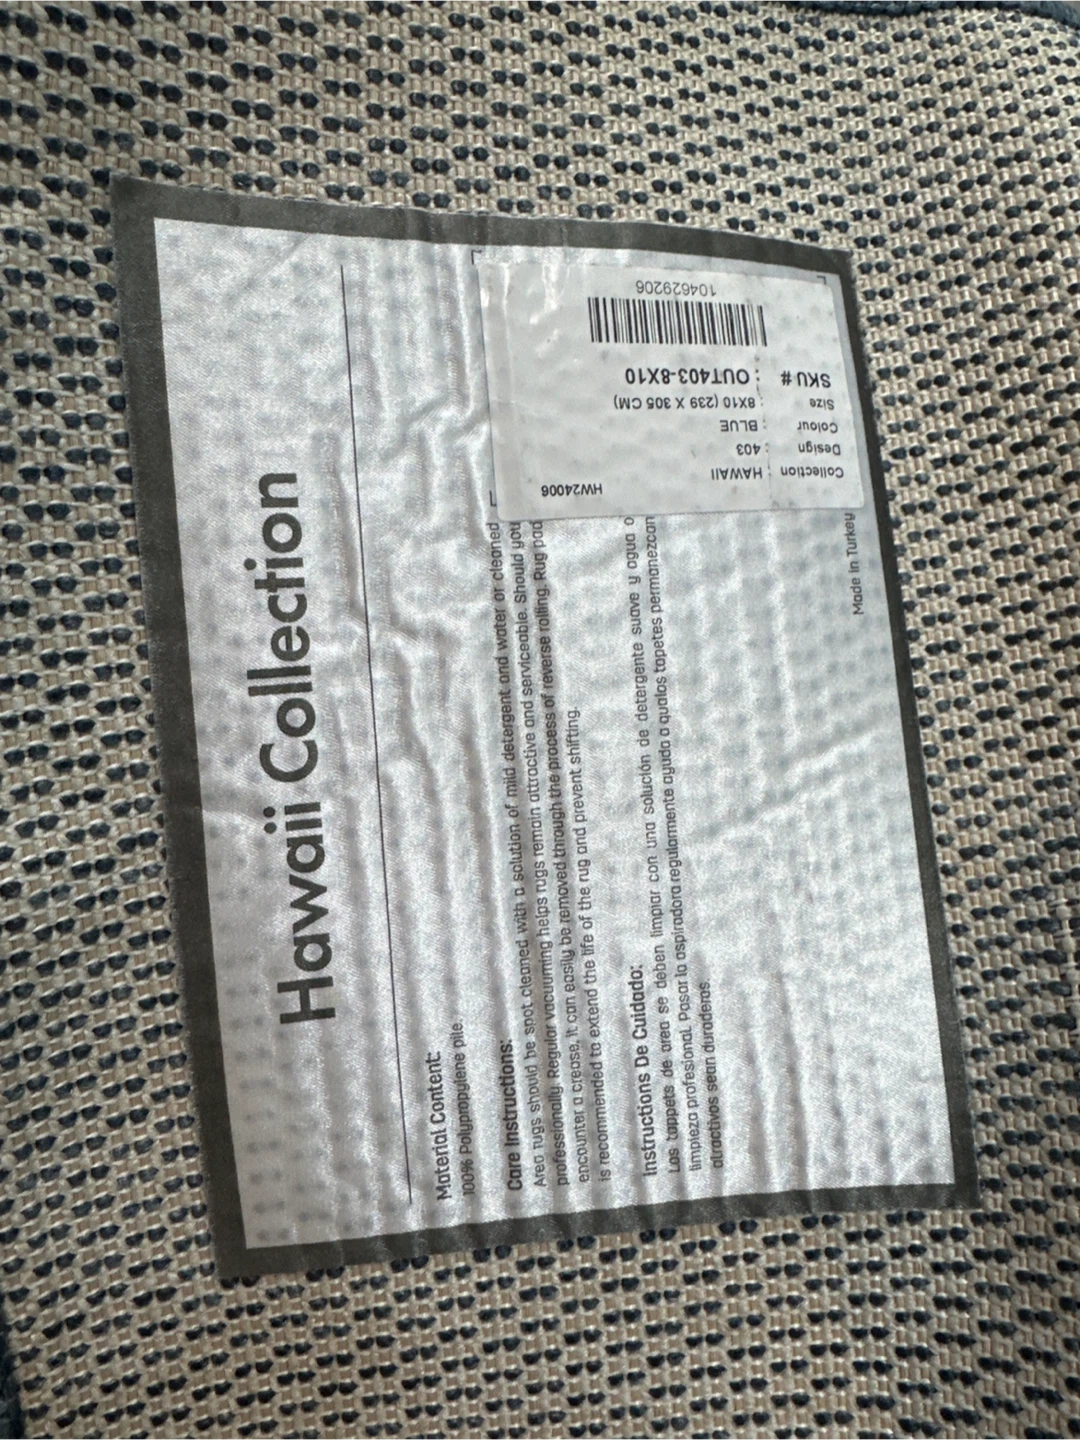 Hawaii Collection
Material Content:
100% Polypropylene pile.
Care Instructions:
Area rugs should be spot cleaned with a solution of mild detergent and water or cleaned
professionally. Regular vacuuming helps rugs remain attractive and serviceable. Should you
encounter a crease, it can easily be removed through the process of reverse rolling. Rug pad
is recommended to extend the life of the rug and prevent shifting.
Instructions De Cuidado:
Las tappets de area se deben limpiar con una solución de detergente suave y agua o
limpieza profesional. Pasar la aspiradora regularmente ayuda a qualos tapetes permanezcan
atractivos sean duraderos.
Made in Turkey
HW24006
Collection : HAWAII
Design : 403
Colour : BLUE
Size : 8X10 (239 X 305 CM)
SKU # : OUT403-8X10
104629206